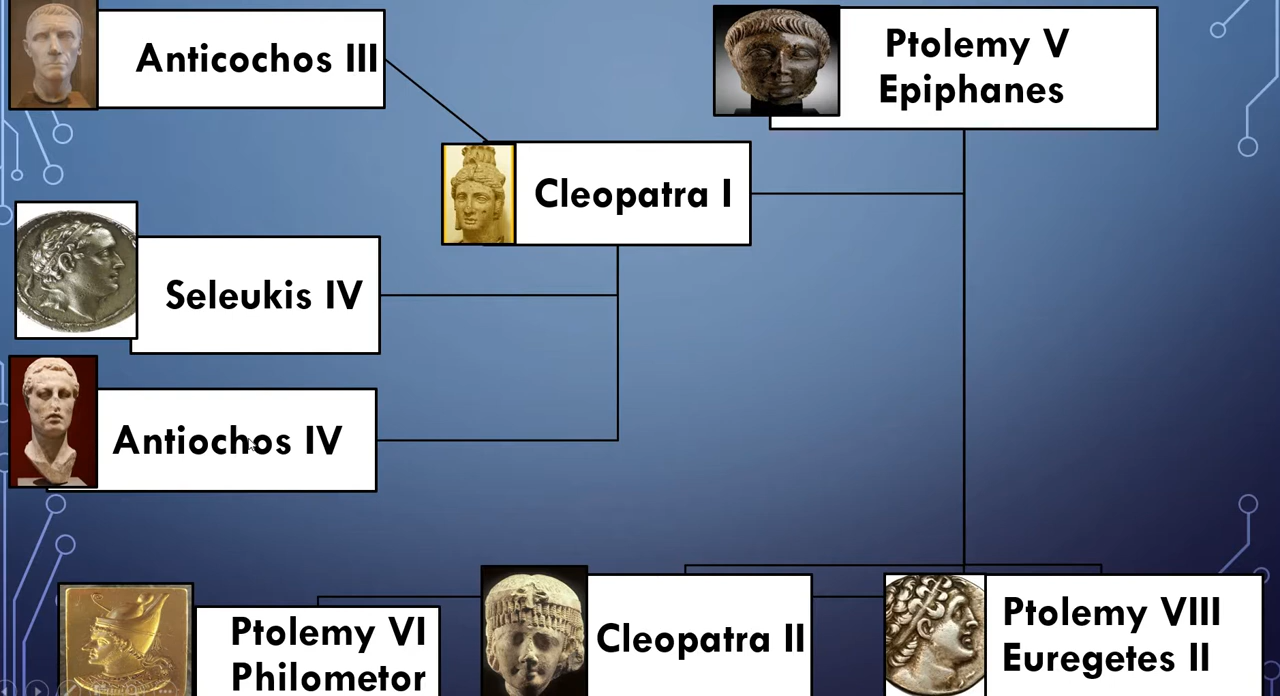 Anticochos III
Ptolemy V
Epiphanes
Cleopatra I
Seleukis IV
Antiochos IV
Ptolemy VI
Philometor
Cleopatra II
Ptolemy VIII
Euregetes II